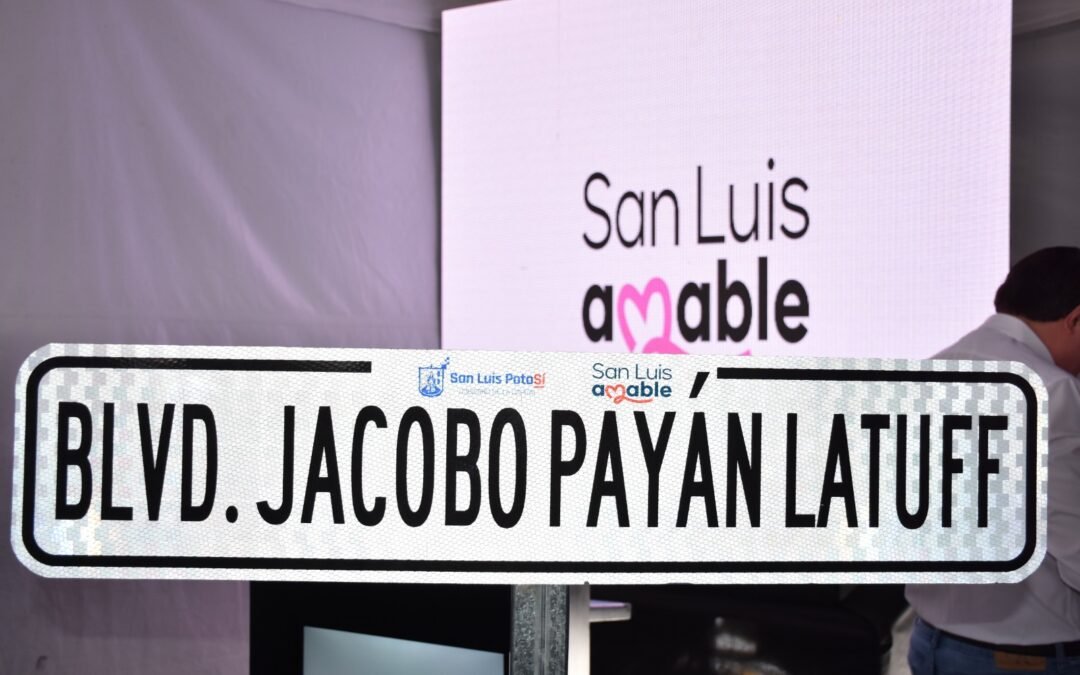 San Luis
amable
San Luis PotoSí
San Luis
amable
BLVD. JACOBO PAYÁN LATUFF